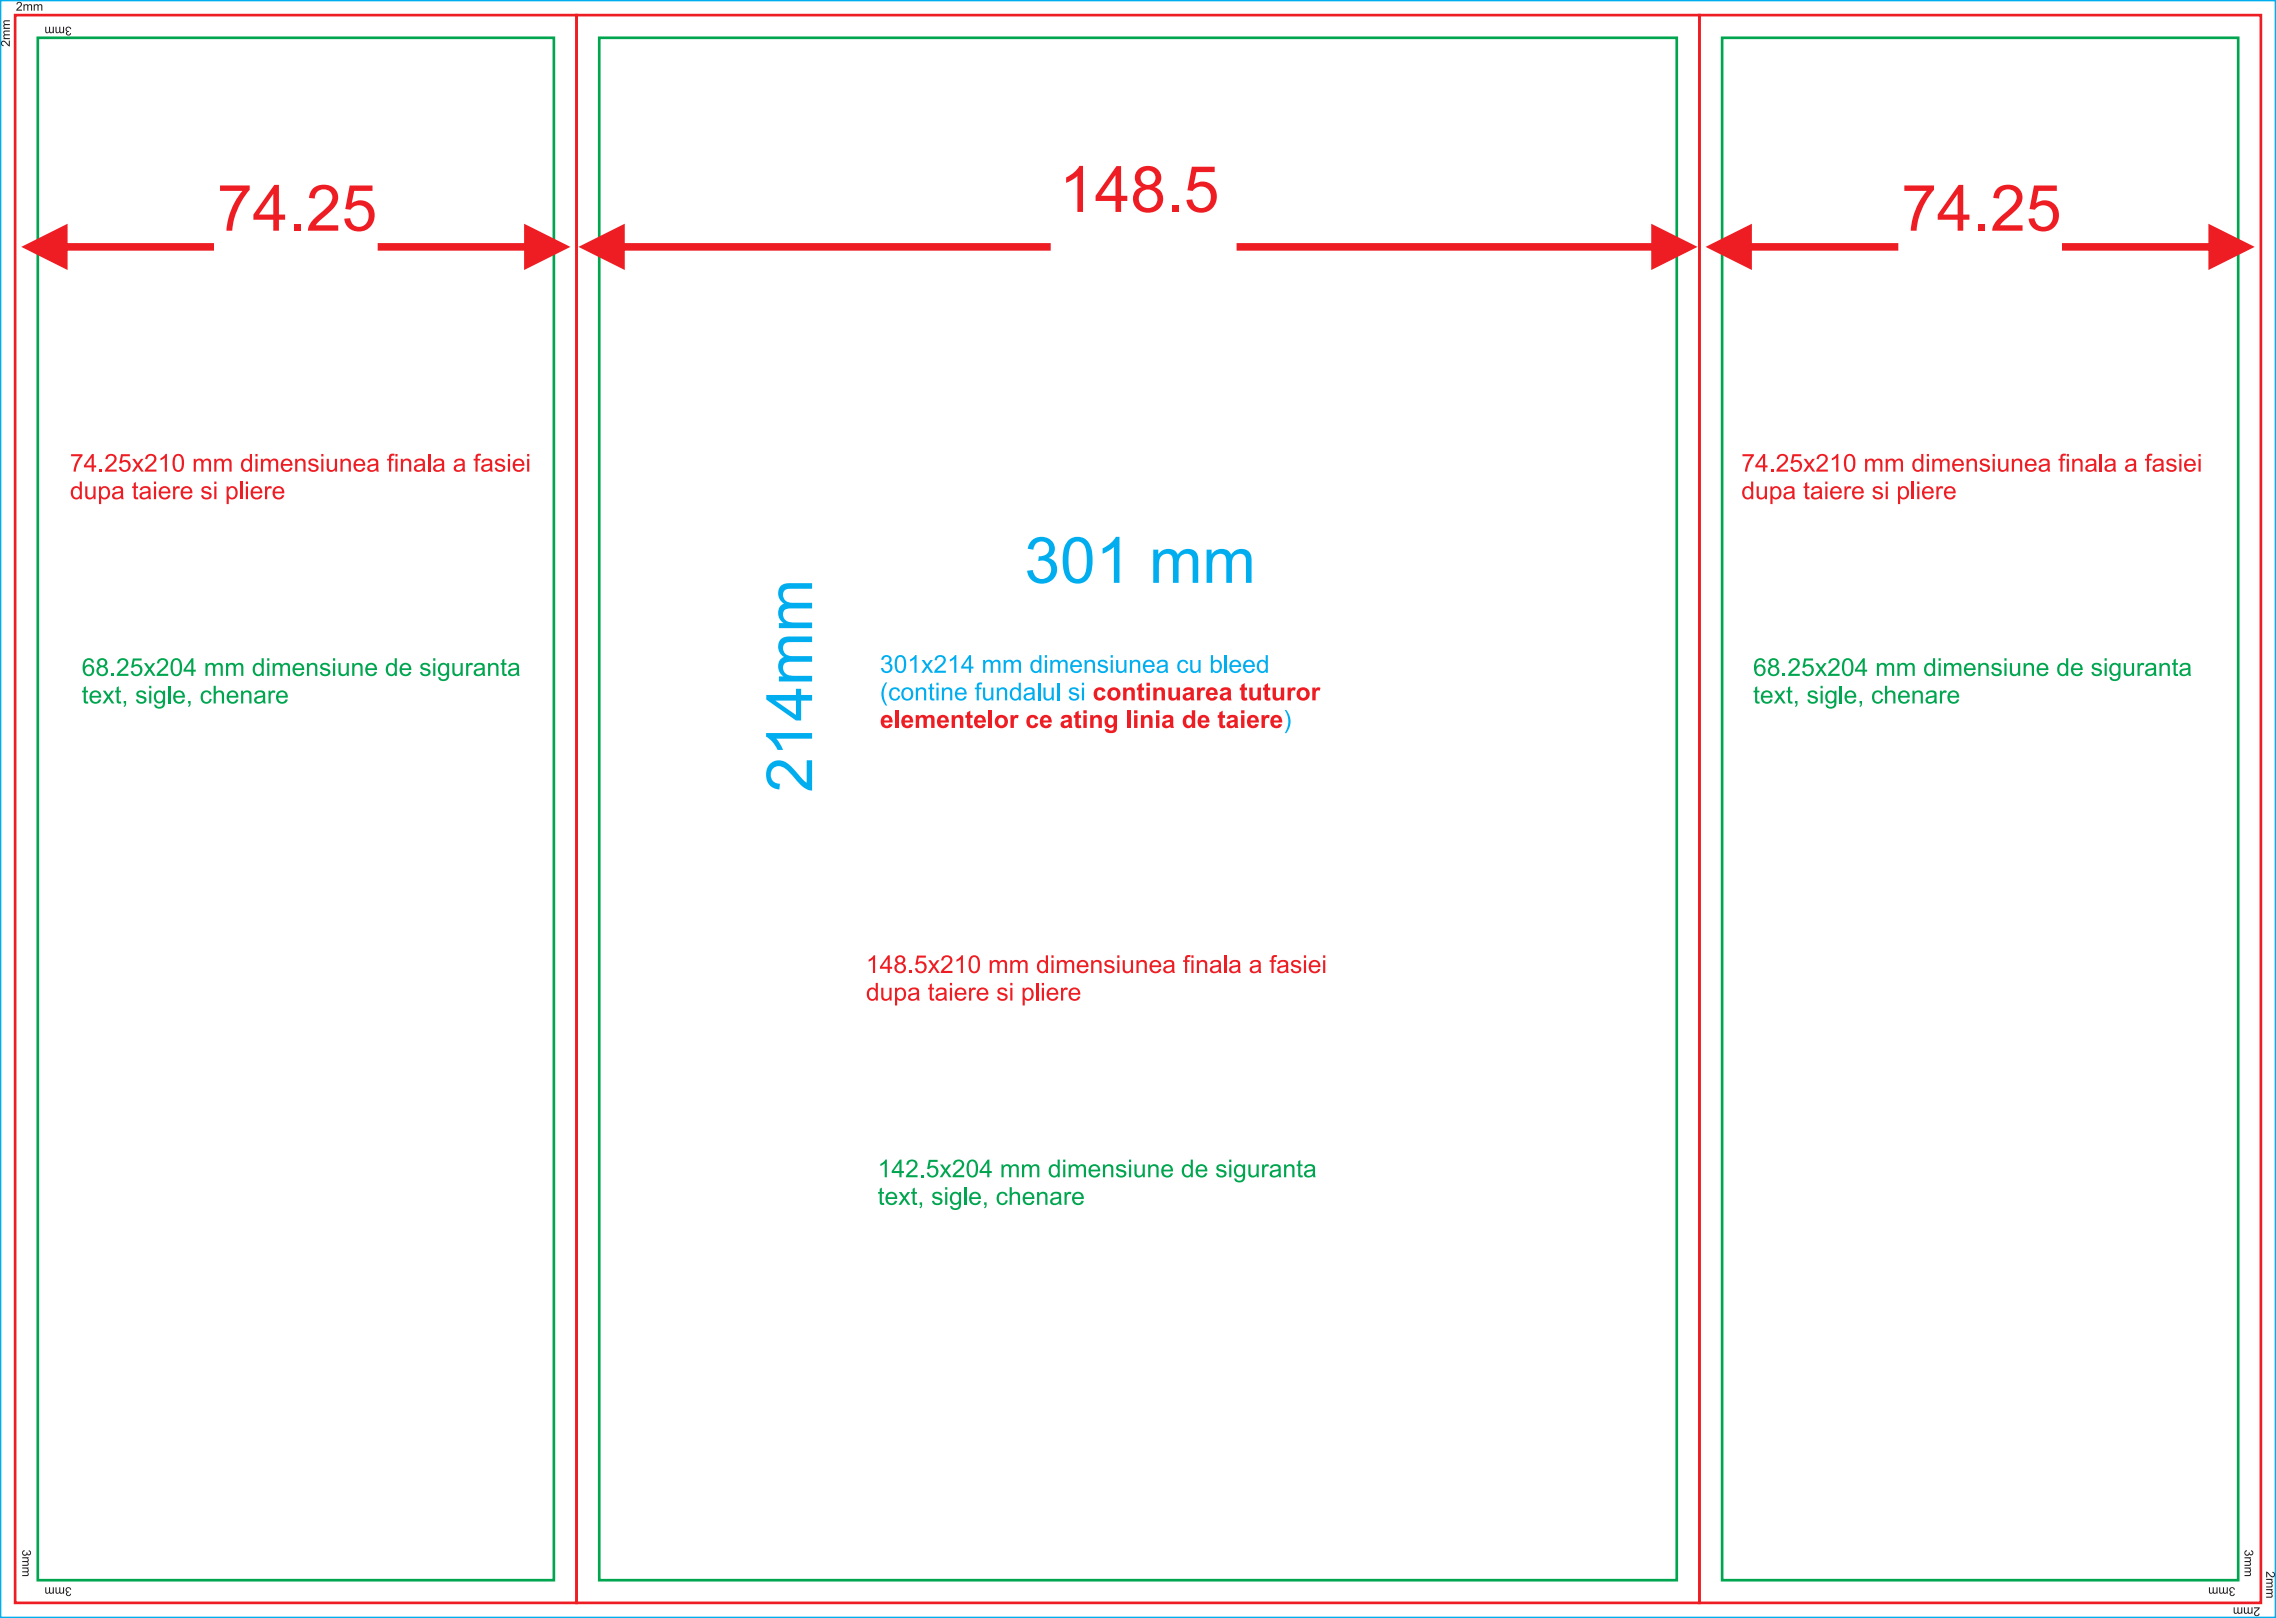 2mm
2mm
3mm
74.25
148.5
74.25
74.25x210 mm dimensiunea finala a fasiei
dupa taiere si pliere
68.25x204 mm dimensiune de siguranta
text, sigle, chenare
301 mm
214mm
301x214 mm dimensiunea cu bleed
(contine fundalul si continuarea tuturor
elementelor ce ating linia de taiere)
148.5x210 mm dimensiunea finala a fasiei
dupa taiere si pliere
142.5x204 mm dimensiune de siguranta
text, sigle, chenare
74.25x210 mm dimensiunea finala a fasiei
dupa taiere si pliere
68.25x204 mm dimensiune de siguranta
text, sigle, chenare
3mm
3mm
3mm
3mm
2mm
2mm